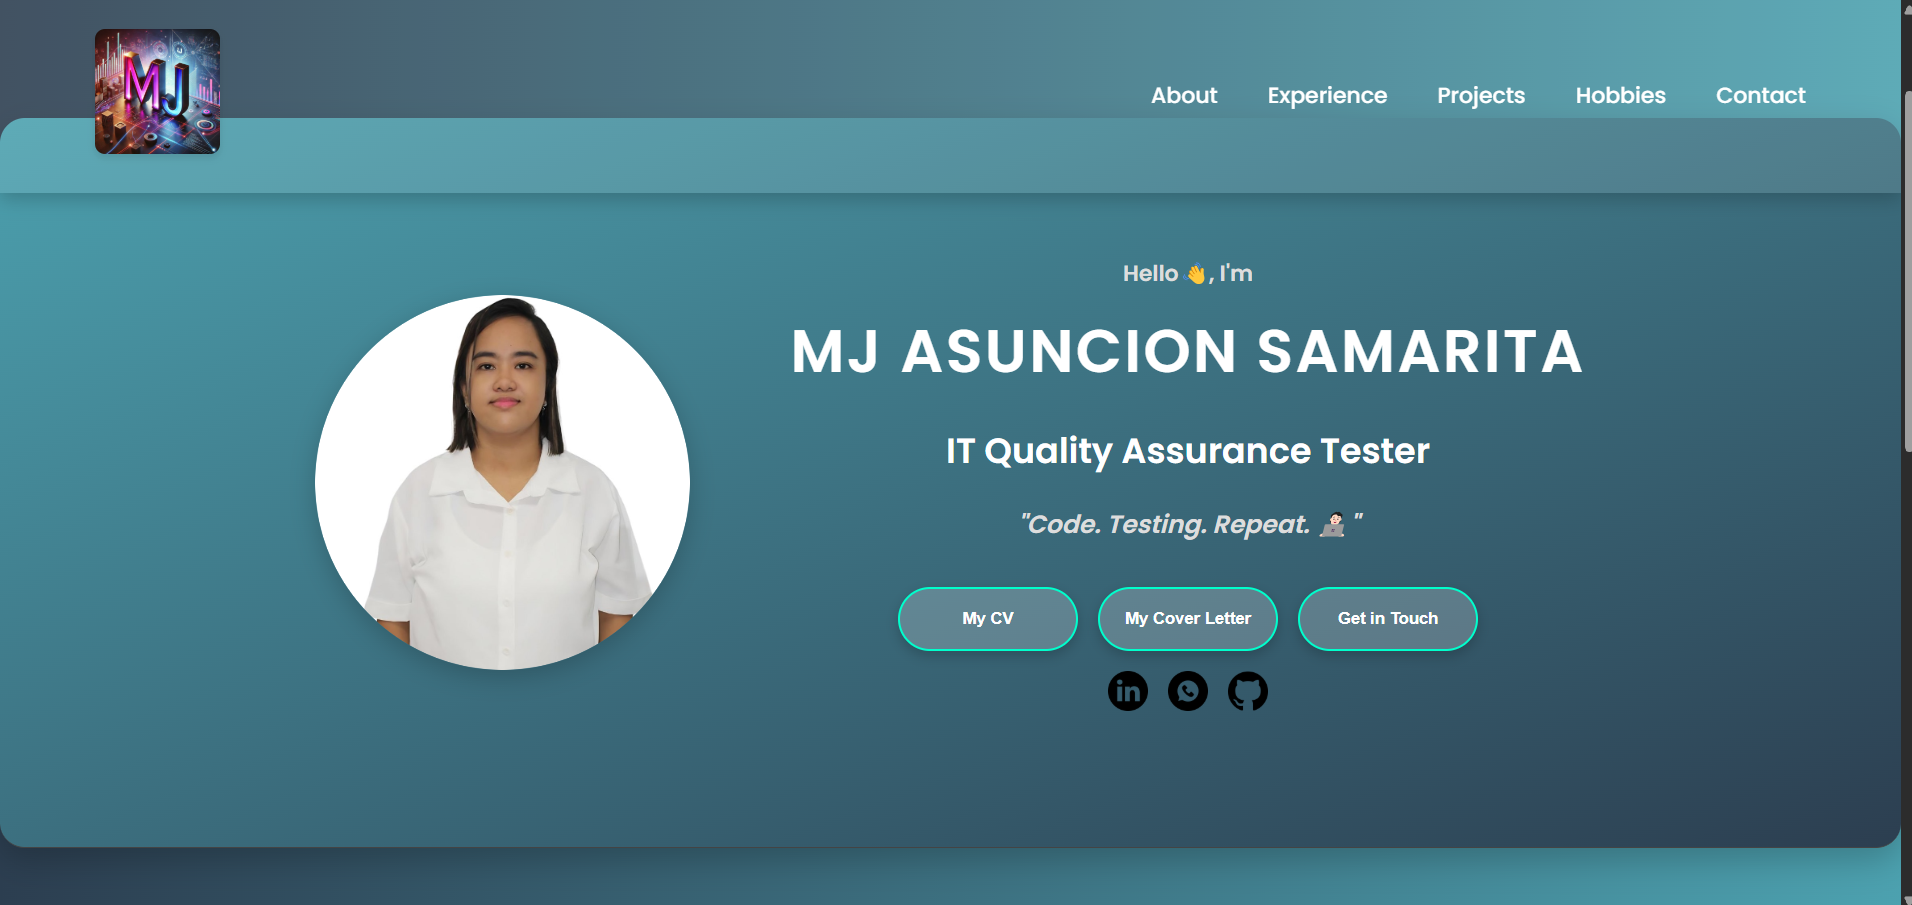 MJ
About Experience Projects Hobbies Contact
Hello 👋, I'm
MJ ASUNCION SAMARITA
IT Quality Assurance Tester
"Code. Testing. Repeat. 🧑🏻‍💻 "
My CV My Cover Letter Get in Touch
in